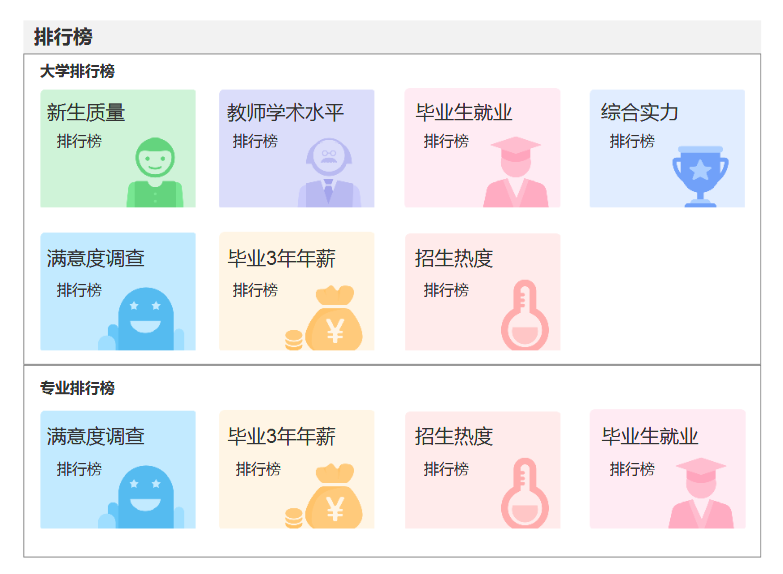 排行榜
大学排行榜
新生质量
排行榜
教师学术水平
排行榜
毕业生就业
排行榜
综合实力
排行榜
满意度调查
排行榜
毕业3年年薪
排行榜
¥
招生热度
排行榜
专业排行榜
满意度调查
排行榜
毕业3年年薪
排行榜
¥
招生热度
排行榜
毕业生就业
排行榜